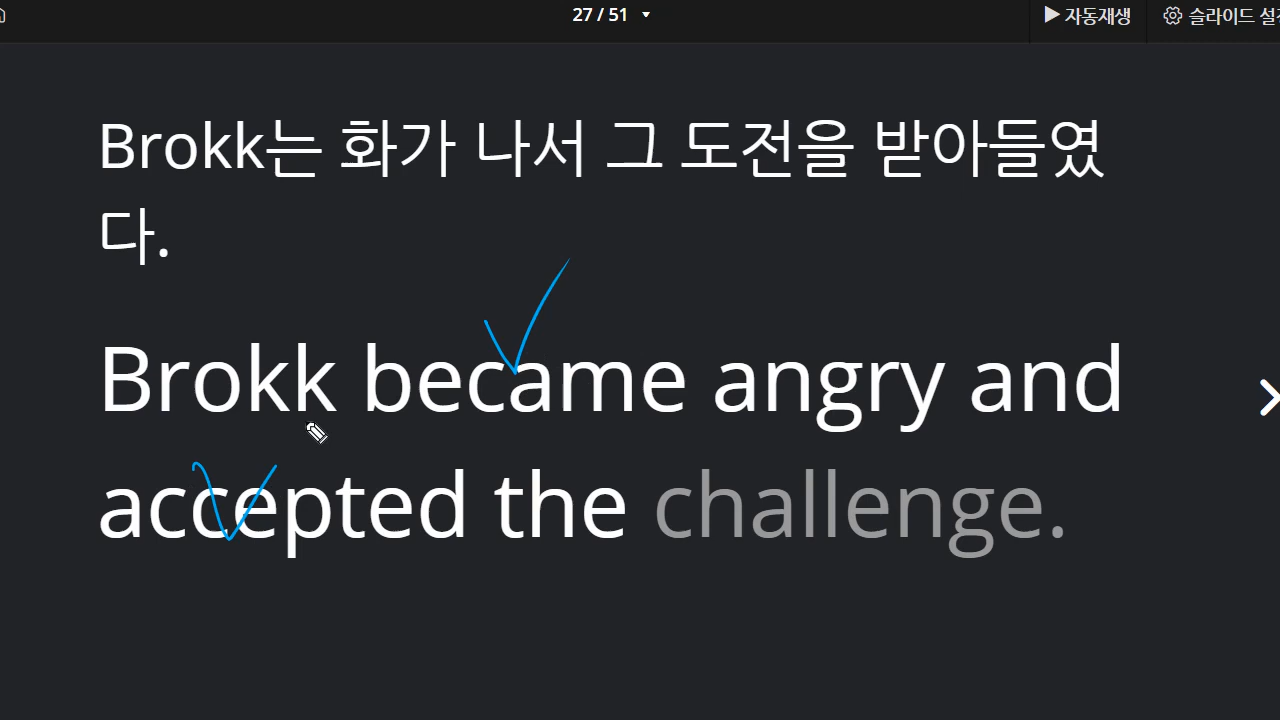 27 / 51
자동재생
슬라이드 설
Brokk는 화가 나서 그 도전을 받아들였
다.
Brokk became angry and
accepted the challenge.